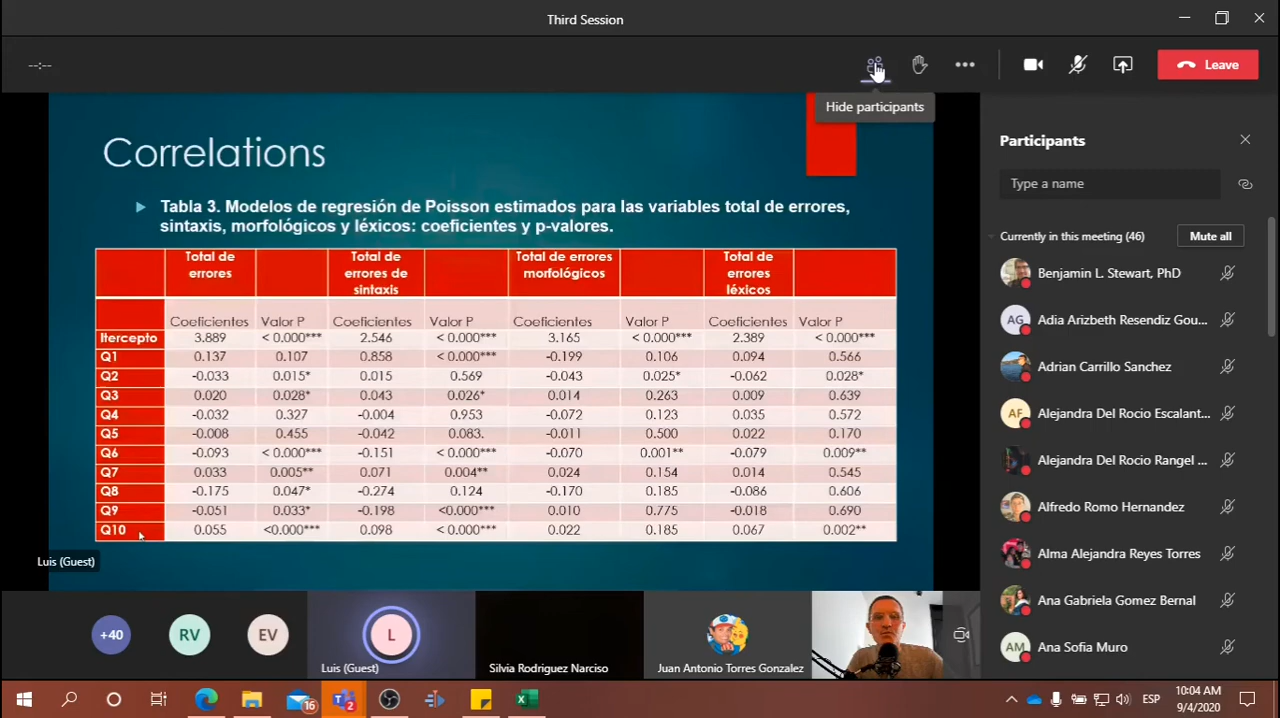 Third Session
--:--
Leave
Hide participants
Correlations
Tabla 3. Modelos de regresión de Poisson estimados para las variables total de errores,
sintaxis, morfológicos y léxicos: coeficientes y p-valores.
Total de errores Total de errores de sintaxis Total de errores morfológicos Total de errores léxicos
Coeficientes Valor P Coeficientes Valor P Coeficientes Valor P Coeficientes Valor P
Itercepto 3.889 < 0.000*** 2.546 < 0.000*** 3.165 < 0.000*** 2.389 < 0.000***
Q1 0.137 0.107 0.858 < 0.000*** -0.199 0.106 0.094 0.566
Q2 -0.033 0.015* 0.015 0.569 -0.043 0.025* -0.062 0.028*
Q3 0.020 0.028* 0.043 0.026* 0.014 0.263 0.009 0.639
Q4 -0.032 0.327 -0.004 0.953 -0.072 0.123 0.035 0.572
Q5 -0.008 0.455 -0.042 0.083. -0.011 0.500 0.022 0.170
Q6 -0.093 < 0.000*** -0.151 < 0.000*** -0.070 0.001** -0.079 0.009**
Q7 0.033 0.005** 0.071 0.004** 0.024 0.154 0.014 0.545
Q8 -0.175 0.047* -0.274 0.124 -0.170 0.185 -0.086 0.606
Q9 -0.051 0.033* -0.198 <0.000*** 0.010 0.775 -0.018 0.690
Q10 0.055 <0.000*** 0.098 < 0.000*** 0.022 0.185 0.067 0.002**
Luis (Guest)
+40
RV
EV
L
Luis (Guest)
Silvia Rodriguez Narciso
Juan Antonio Torres Gonzalez
Participants
Type a name
Currently in this meeting (46)
Mute all
Benjamin L. Stewart, PhD
AG Adia Arizbeth Resendiz Gou...
Adrian Carrillo Sanchez
AF Alejandra Del Rocio Escalant...
Alejandra Del Rocio Rangel ...
Alfredo Romo Hernandez
Alma Alejandra Reyes Torres
Ana Gabriela Gomez Bernal
AM Ana Sofia Muro
16
2
ESP
10:04 AM
9/4/2020